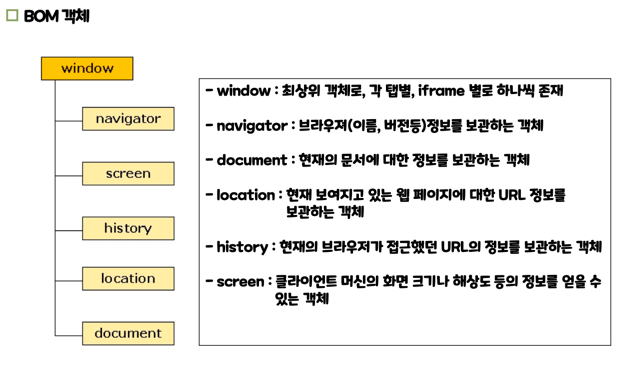 BOM 객체
window
navigator
screen
history
location
document
- window : 최상위 객체로, 각 탭별, iframe 별로 하나씩 존재
- navigator : 브라우져(이름, 버전등)정보를 보관하는 객체
- document : 현재의 문서에 대한 정보를 보관하는 객체
- location : 현재 보여지고 있는 웹 페이지에 대한 URL 정보를
보관하는 객체
- history : 현재의 브라우저가 접근했던 URL의 정보를 보관하는 객체
- screen : 클라이언트 머신의 화면 크기나 해상도 등의 정보를 얻을 수
있는 객체